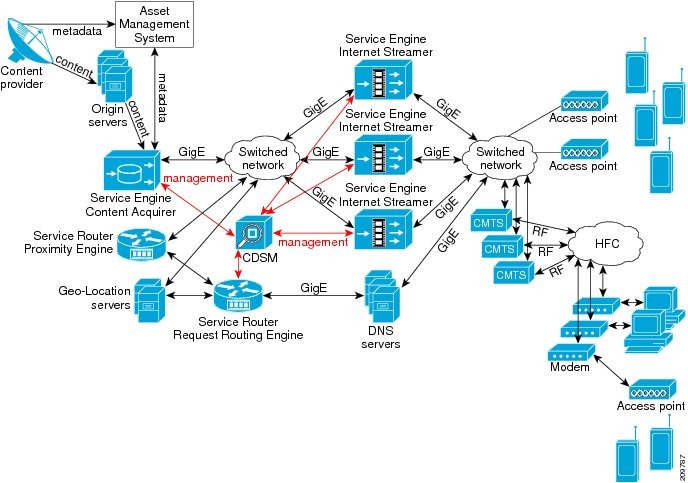 Asset
Management
System
metadata
Content
provider
content
Origin
servers
content
metadata
Service Engine
Content Acquirer
GigE
Switched
network
management
Service Router
Proximity Engine
Geo-Location
servers
CDSM
management
Service Router
Request Routing Engine
GigE
DNS
servers
Service Engine
Internet Streamer
GigE
GigE
Service Engine
Internet Streamer
GigE
GigE
Service Engine
Internet Streamer
GigE
GigE
GigE
Switched
network
Access point
Access point
CMTS
CMTS
CMTS
RF
RF
RF
HFC
Modem
Access point
209787